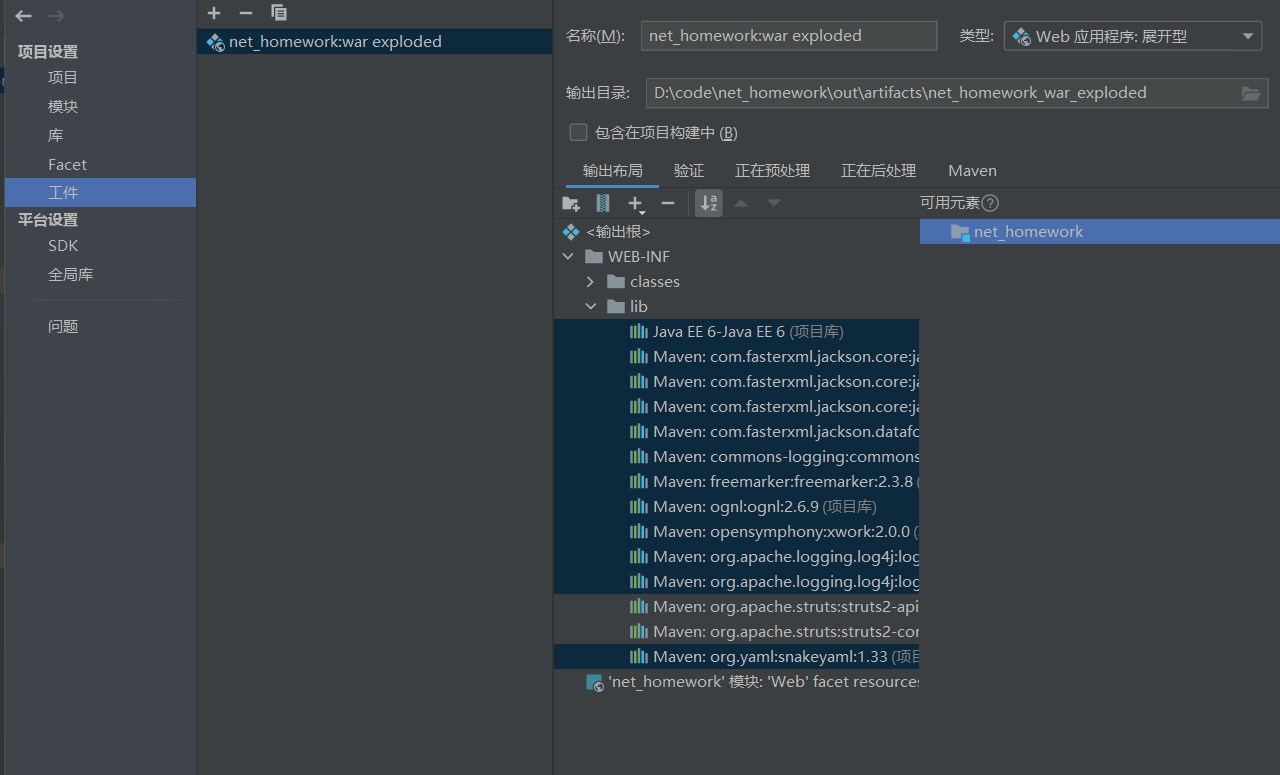 项目设置
项目
模块
库
Facet
工件
平台设置
SDK
全局库
问题
net_homework:war exploded
名称(M): net_homework:war exploded 类型: Web 应用程序: 展开型
输出目录: D:\code\net_homework\out\artifacts\net_homework_war_exploded
包含在项目构建中 (B)
输出布局 验证 正在预处理 正在后处理 Maven
可用元素
<输出根>
WEB-INF
classes
lib
Java EE 6-Java EE 6 (项目库)
Maven: com.fasterxml.jackson.core:ja
Maven: com.fasterxml.jackson.core:ja
Maven: com.fasterxml.jackson.core:ja
Maven: com.fasterxml.jackson.datafo
Maven: commons-logging:commons
Maven: freemarker:freemarker:2.3.8 (
Maven: ognl:ognl:2.6.9 (项目库)
Maven: opensymphony:xwork:2.0.0 (
Maven: org.apache.logging.log4j:log
Maven: org.apache.logging.log4j:log
Maven: org.apache.struts:struts2-api
Maven: org.apache.struts:struts2-cor
Maven: org.yaml:snakeyaml:1.33 (项目
'net_homework' 模块: 'Web' facet resources
net_homework